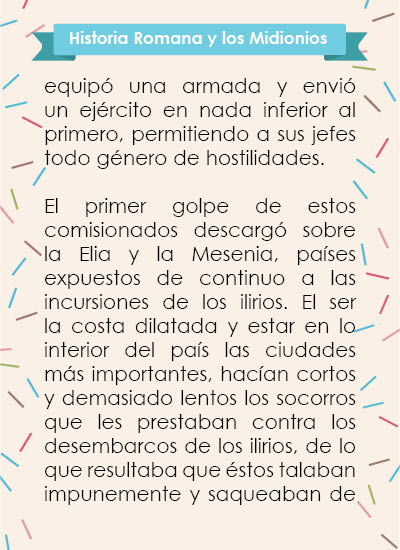 Historia Romana y los Midionios
equipó una armada y envió
un ejército en nada inferior al
primero, permitiendo a sus jefes
todo género de hostilidades.
El primer golpe de estos
comisionados descargó sobre
la Elia y la Mesenia, países
expuestos de continuo a las
incursiones de los ilirios. El ser
la costa dilatada y estar en lo
interior del país las ciudades
más importantes, hacían cortos
y demasiado lentos los socorros
que les prestaban contra los
desembarcos de los ilirios, de lo
que resultaba que éstos talaban
impunemente y saqueaban de